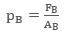 p_B = F_B / A_B